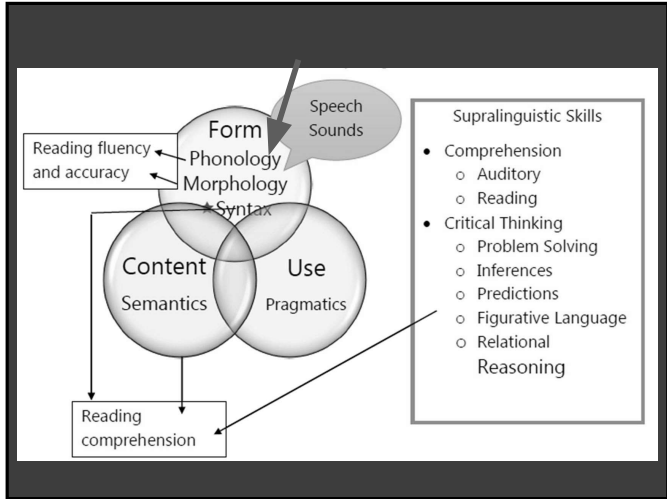 Speech
Sounds
Form
Phonology
Morphology
Syntax
Reading fluency
and accuracy
Content
Semantics
Use
Pragmatics
Reading
comprehension
Supralinguistic Skills
• Comprehension
o Auditory
o Reading
• Critical Thinking
o Problem Solving
o Inferences
o Predictions
o Figurative Language
o Relational
Reasoning